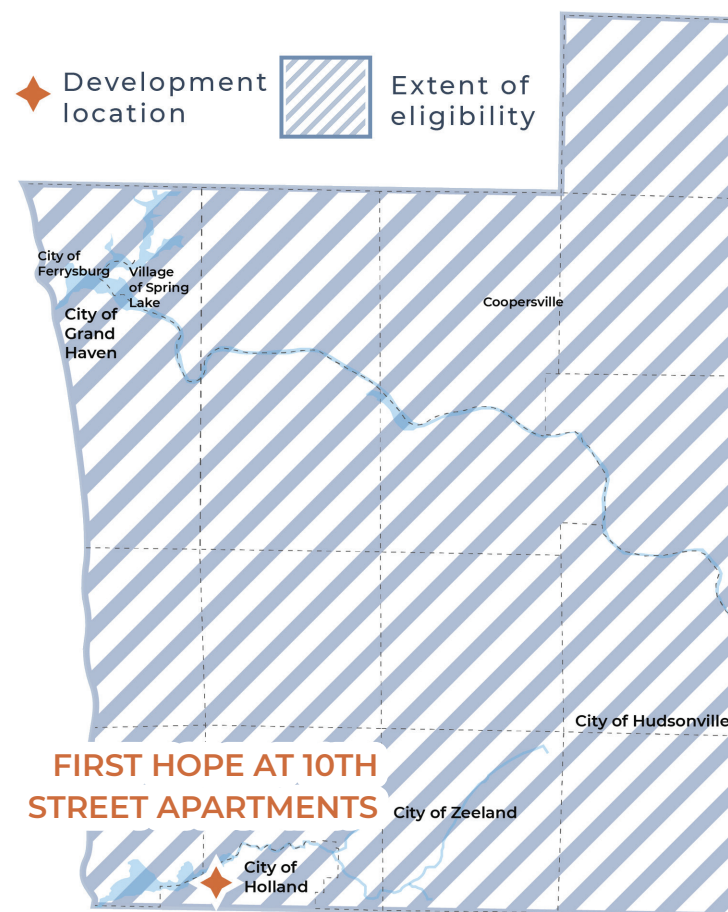 Development
location
Extent of
eligibility
City of
Ferrysburg
Village
of Spring
Lake
City of
Grand
Haven
Coopersville
City of Hudsonville
FIRST HOPE AT 10TH
STREET APARTMENTS
City of Zeeland
City of
Holland